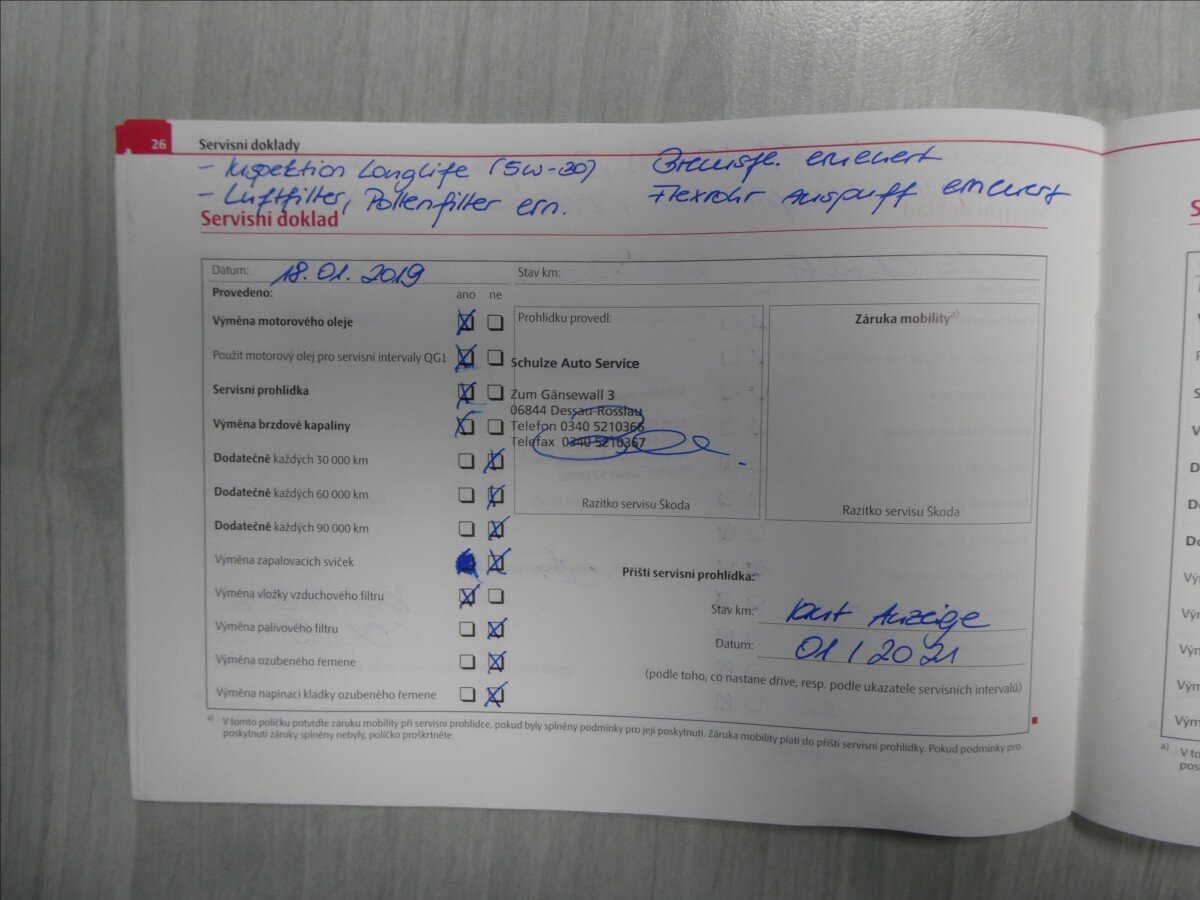 26 Servisní doklady
- Inspektion Longlife (5W-30) Bremsfl. erneuert
- Luftfilter, Pollenfilter ern. Flexrohr Auspuff erneuert
Servisní doklad
Datum: 18.01.2019 Stav km:
Provedeno: ano ne
Výměna motorového oleje
Použit motorový olej pro servisní intervaly QG1
Servisní prohlídka
Výměna brzdové kapaliny
Dodatečně každých 30 000 km
Dodatečně každých 60 000 km
Dodatečně každých 90 000 km
Výměna zapalovacích svíček
Výměna vložky vzduchového filtru
Výměna palivového filtru
Výměna ozubeného řemene
Výměna napínací kladky ozubeného řemene
Prohlídku provedl:
Schulze Auto Service
Zum Gänsewall 3
06844 Dessau-Rosslau
Telefon 0340 5210366
Telefax 0340 5210367
Razítko servisu Škoda
Záruka mobility a)
Razítko servisu Škoda
Příští servisní prohlídka:
Stav km: laut Anzeige
Datum: 01/2021
(podle toho, co nastane dříve, resp. podle ukazatele servisních intervalů)
a) V tomto políčku potvrďte záruku mobility při servisní prohlídce, pokud byly splněny podmínky pro její poskytnutí. Záruka mobility platí do příští servisní prohlídky. Pokud podmínky pro
poskytnutí záruky splněny nebyly, políčko proškrtněte.